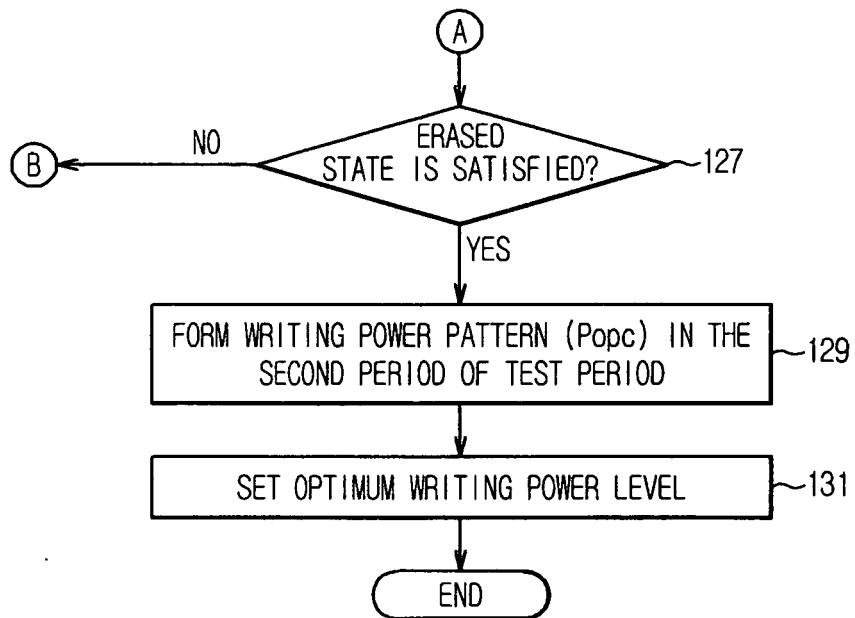 A
ERASED
STATE IS SATISFIED?
127
NO
B
YES
FORM WRITING POWER PATTERN (Popc) IN THE
SECOND PERIOD OF TEST PERIOD
129
SET OPTIMUM WRITING POWER LEVEL
131
END